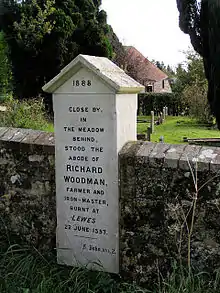 1888
CLOSE BY,
IN
THE MEADOW
BEHIND,
STOOD THE
ABODE OF
RICHARD
WOODMAN,
FARMER AND
IRON-MASTER,
BURNT AT
LEWES
22 JUNE 1557.